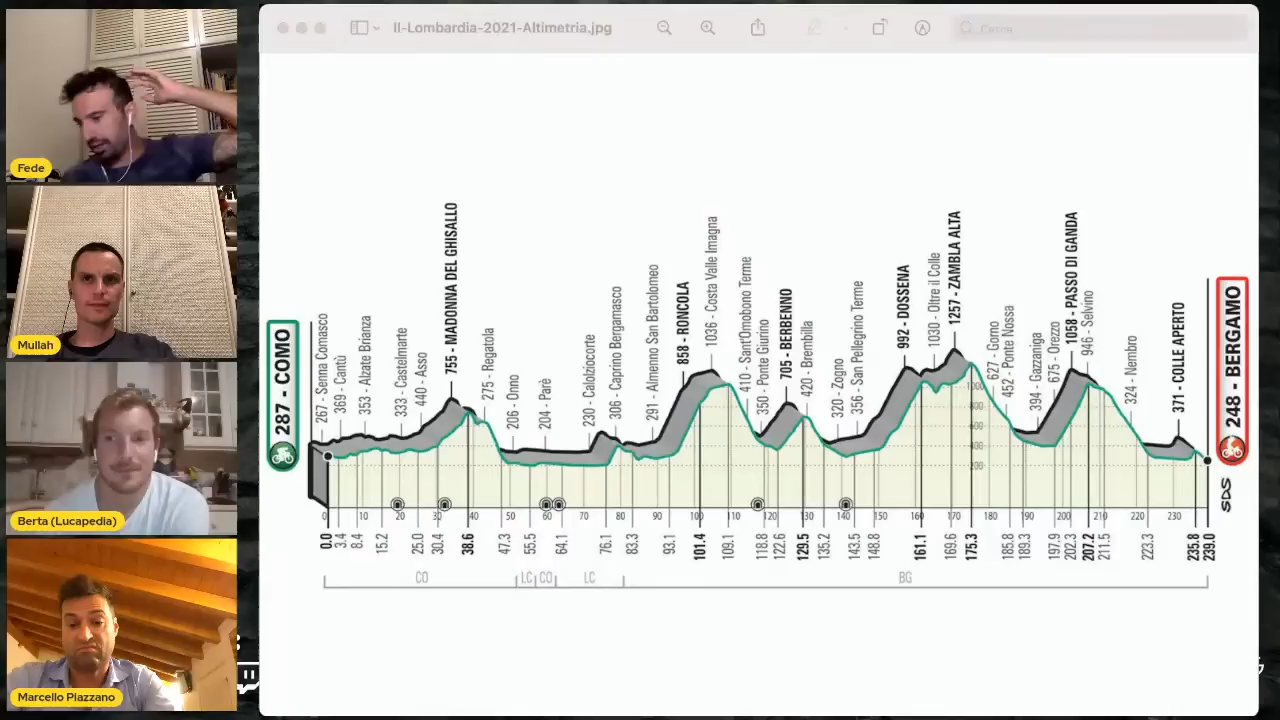 Il-Lombardia-2021-Altimetria.jpg
Cerca
Fede
Mullah
Berta (Lucapedia)
Marcello Piazzano
287 - COMO
267 - Senna Comasco
369 - Cantù
353 - Alzate Brianza
333 - Castelmarte
440 - Asso
755 - MADONNA DEL GHISALLO
275 - Regatola
206 - Onno
204 - Parè
230 - Calolziocorte
306 - Caprino Bergamasco
291 - Almenno San Bartolomeo
858 - RONCOLA
1036 - Costa Valle Imagna
410 - Sant'Omobono Terme
350 - Ponte Giurino
705 - BERBENNO
420 - Brembilla
320 - Zogno
356 - San Pellegrino Terme
992 - DOSSENA
1030 - Oltre il Colle
1257 - ZAMBLA ALTA
627 - Gorno
452 - Ponte Nossa
394 - Gazzaniga
675 - Orezzo
1058 - PASSO DI GANDA
946 - Selvino
324 - Nembro
371 - COLLE APERTO
248 - BERGAMO
1000
800
600
400
200
SDS
0 10 20 30 40 50 60 70 80 90 100 110 120 130 140 150 160 170 180 190 200 210 220 230
0.0 3.4 8.4 15.2 25.0 30.4 38.6 47.3 55.5 64.1 76.1 83.3 93.1 101.4 109.1 118.8 122.6 129.5 135.2 143.5 148.8 161.1 169.6 175.3 185.8 189.3 197.9 202.3 207.2 211.5 223.3 235.8 239.0
CO LC CO LC BG